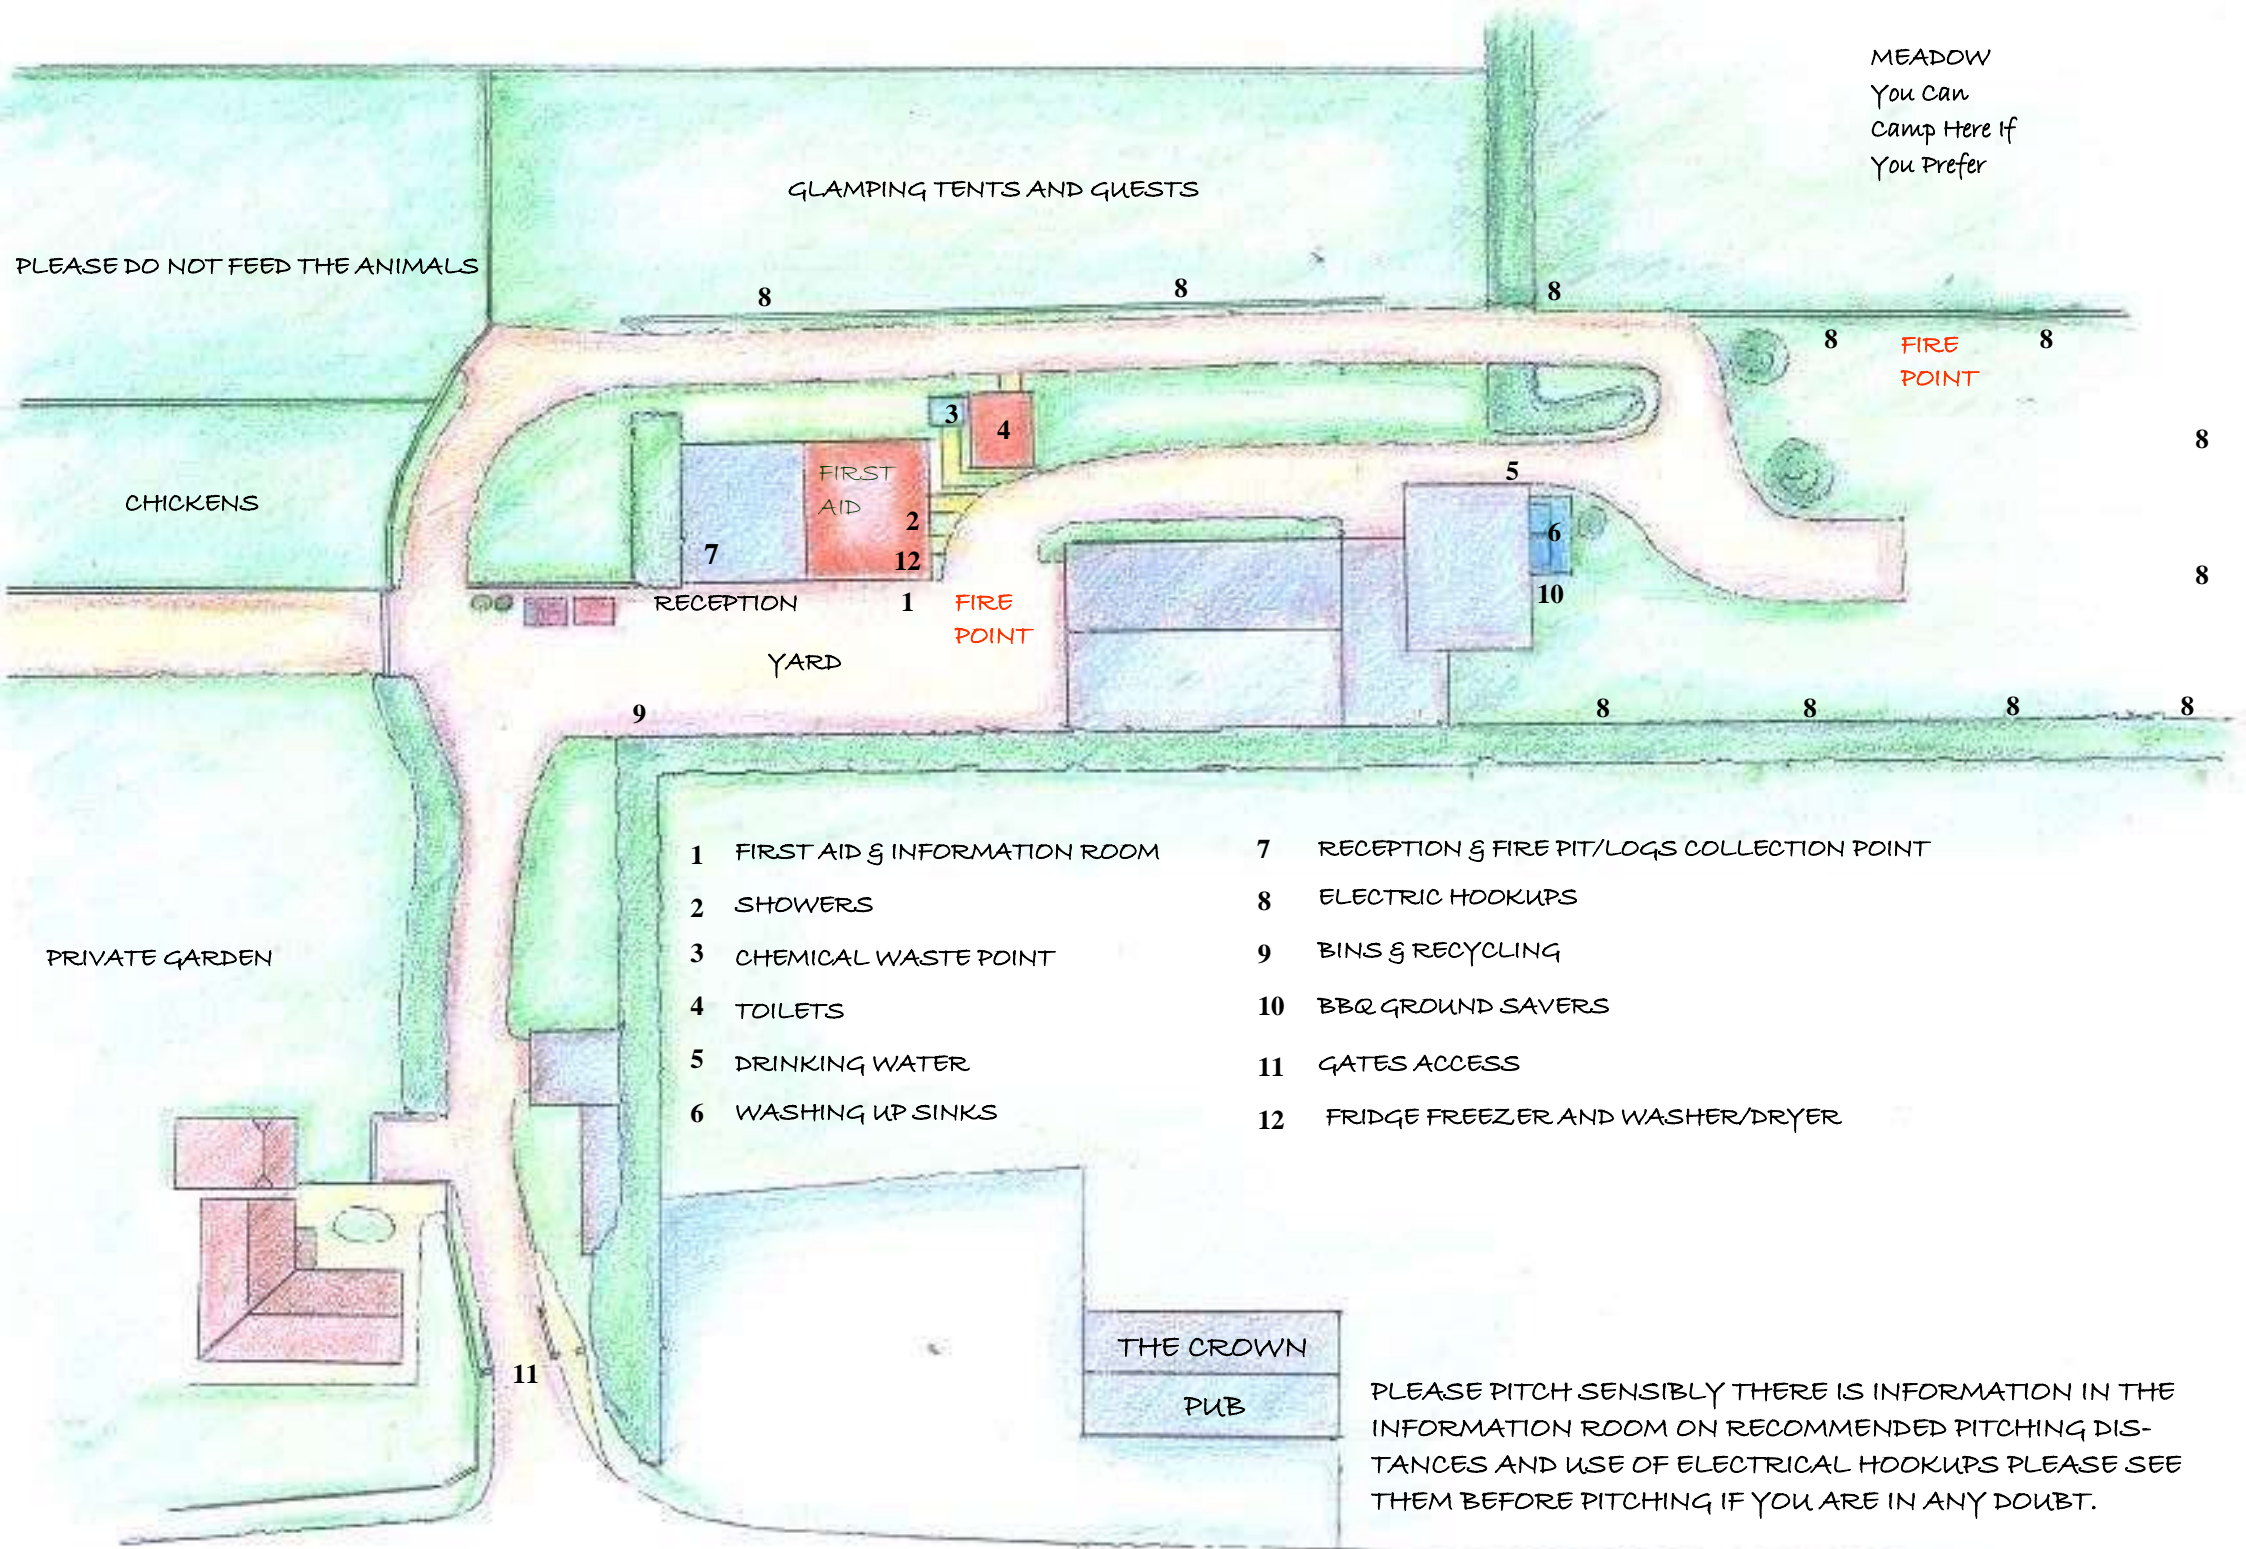 MEADOW
You Can
Camp Here If
You Prefer
GLAMPING TENTS AND GUESTS
PLEASE DO NOT FEED THE ANIMALS
8
8
8
8
FIRE
POINT
8
3
4
8
5
FIRST
AID
CHICKENS
2
6
7
12
8
10
RECEPTION
1
FIRE
POINT
YARD
9
8
8
8
8
1 FIRST AID & INFORMATION ROOM
2 SHOWERS
3 CHEMICAL WASTE POINT
4 TOILETS
5 DRINKING WATER
6 WASHING UP SINKS
7 RECEPTION & FIRE PIT/LOGS COLLECTION POINT
8 ELECTRIC HOOKUPS
9 BINS & RECYCLING
10 BBQ GROUND SAVERS
11 GATES ACCESS
12 FRIDGE FREEZER AND WASHER/DRYER
PRIVATE GARDEN
11
THE CROWN
PUB
PLEASE PITCH SENSIBLY THERE IS INFORMATION IN THE
INFORMATION ROOM ON RECOMMENDED PITCHING DIS-
TANCES AND USE OF ELECTRICAL HOOKUPS PLEASE SEE
THEM BEFORE PITCHING IF YOU ARE IN ANY DOUBT.